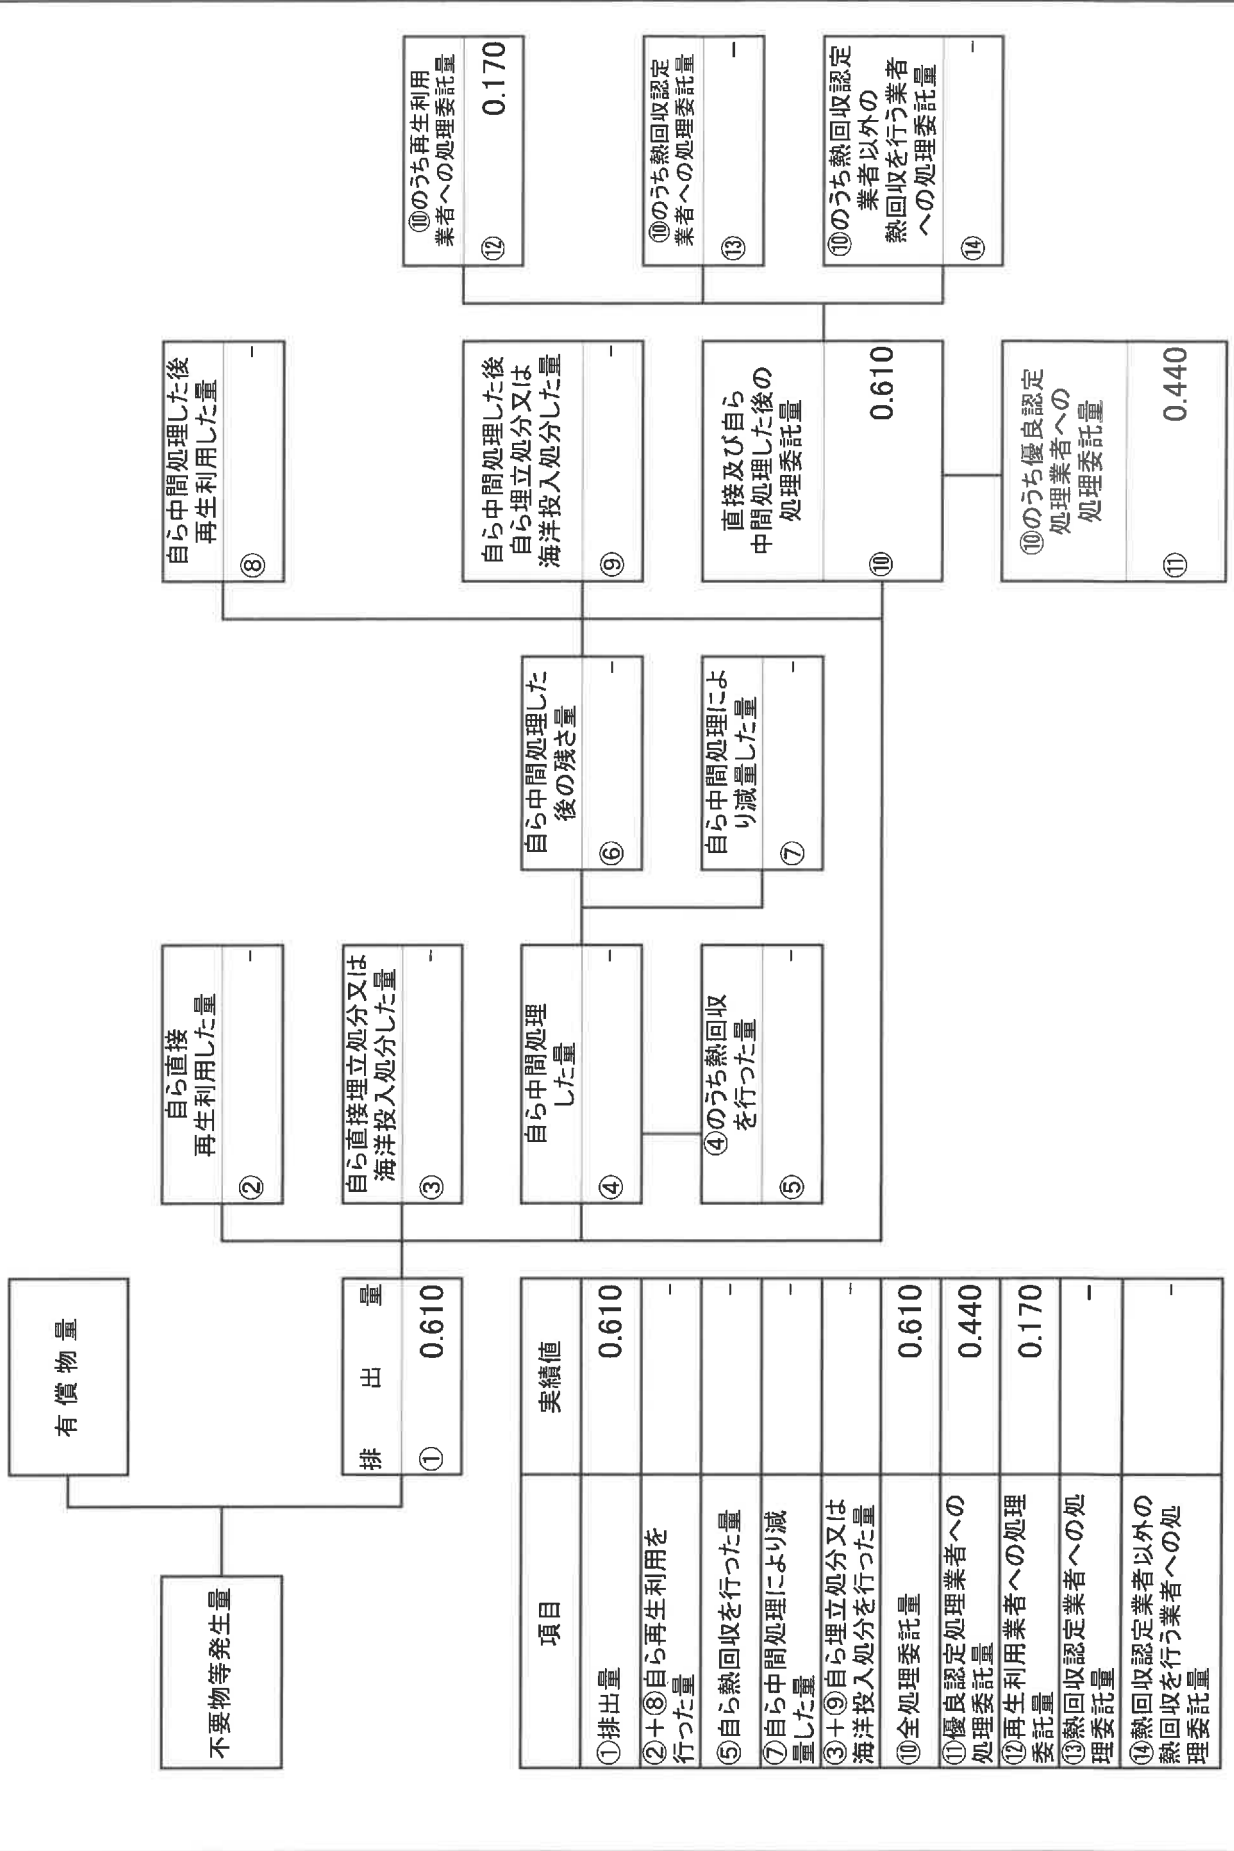 有償物量
不要物等発生量
排出量
① 0.610
自ら直接
再生利用した量
② -
自ら直接埋立処分又は
海洋投入処分した量
③ -
自ら中間処理
した量
④ -
④のうち熱回収
を行った量
⑤ -
自ら中間処理した
後の残さ量
⑥ -
自ら中間処理によ
り減量した量
⑦ -
自ら中間処理した後
再生利用した量
⑧ -
自ら中間処理した後
自ら埋立処分又は
海洋投入処分した量
⑨ -
直接及び自ら
中間処理した後の
処理委託量
⑩ 0.610
⑩のうち優良認定
処理業者への
処理委託量
⑪ 0.440
⑩のうち再生利用
業者への処理委託量
⑫ 0.170
⑩のうち熱回収認定
業者への処理委託量
⑬ -
⑩のうち熱回収認定
業者以外の
熱回収を行う業者
への処理委託量
⑭ -
項目 実績値
①排出量 0.610
②+⑧自ら再生利用を
行った量 -
⑤自ら熱回収を行った量 -
⑦自ら中間処理により減
量した量 -
③+⑨自ら埋立処分又は
海洋投入処分を行った量 -
⑩全処理委託量 0.610
⑪優良認定処理業者への
処理委託量 0.440
⑫再生利用業者への処理
委託量 0.170
⑬熱回収認定業者への処
理委託量 -
⑭熱回収認定業者以外の
熱回収を行う業者への処
理委託量 -